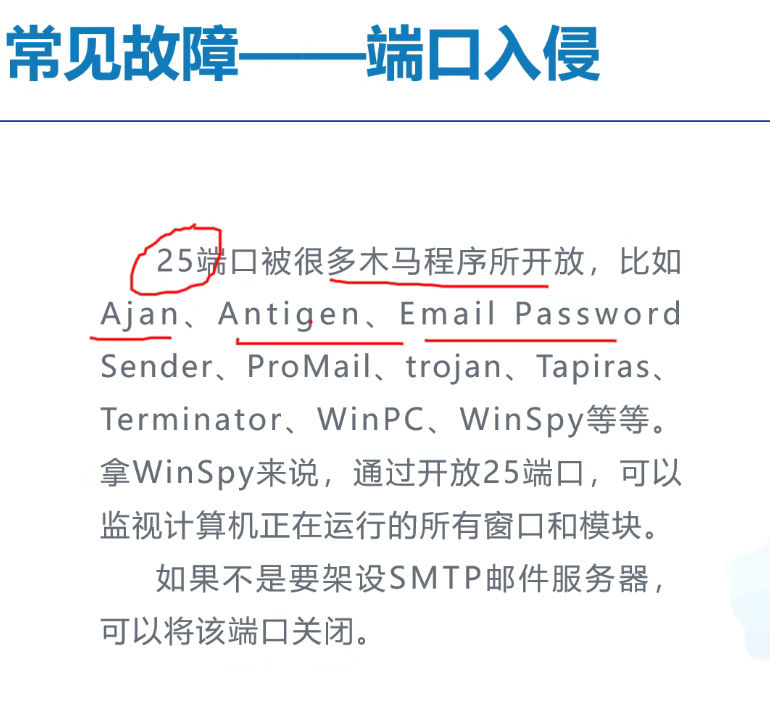 常见故障——端口入侵
25端口被很多木马程序所开放，比如
Ajan、Antigen、Email Password
Sender、ProMail、trojan、Tapiras、
Terminator、WinPC、WinSpy等等。
拿WinSpy来说，通过开放25端口，可以
监视计算机正在运行的所有窗口和模块。
如果不是要架设SMTP邮件服务器，
可以将该端口关闭。